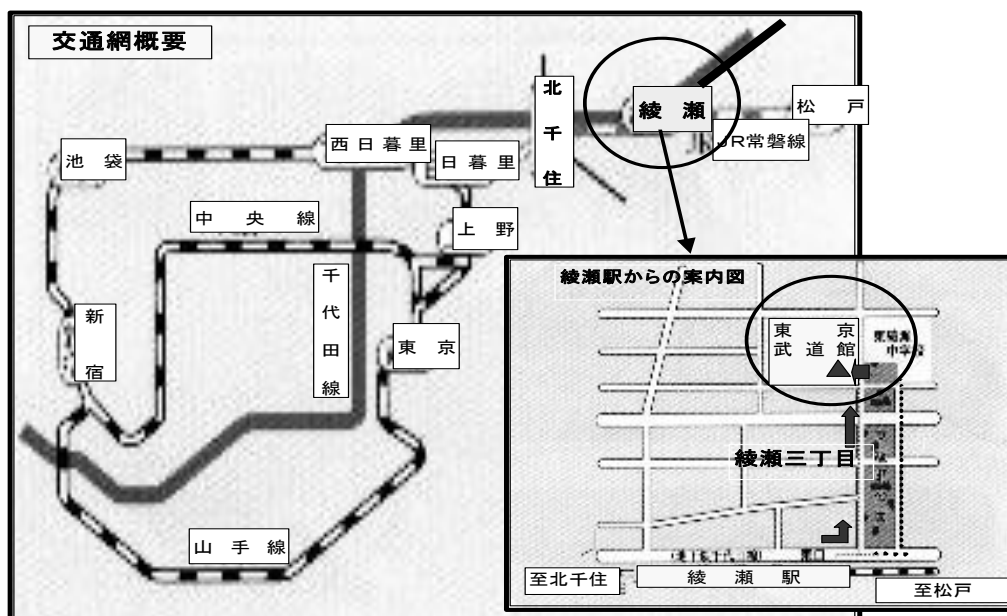 交通網概要
北千住
綾瀬
松戸
JR常磐線
池袋
西日暮里
日暮里
中央線
上野
千代田線
新宿
東京
山手線
綾瀬駅からの案内図
東京
武道館
綾瀬三丁目
東口
綾瀬駅
至北千住
至松戸